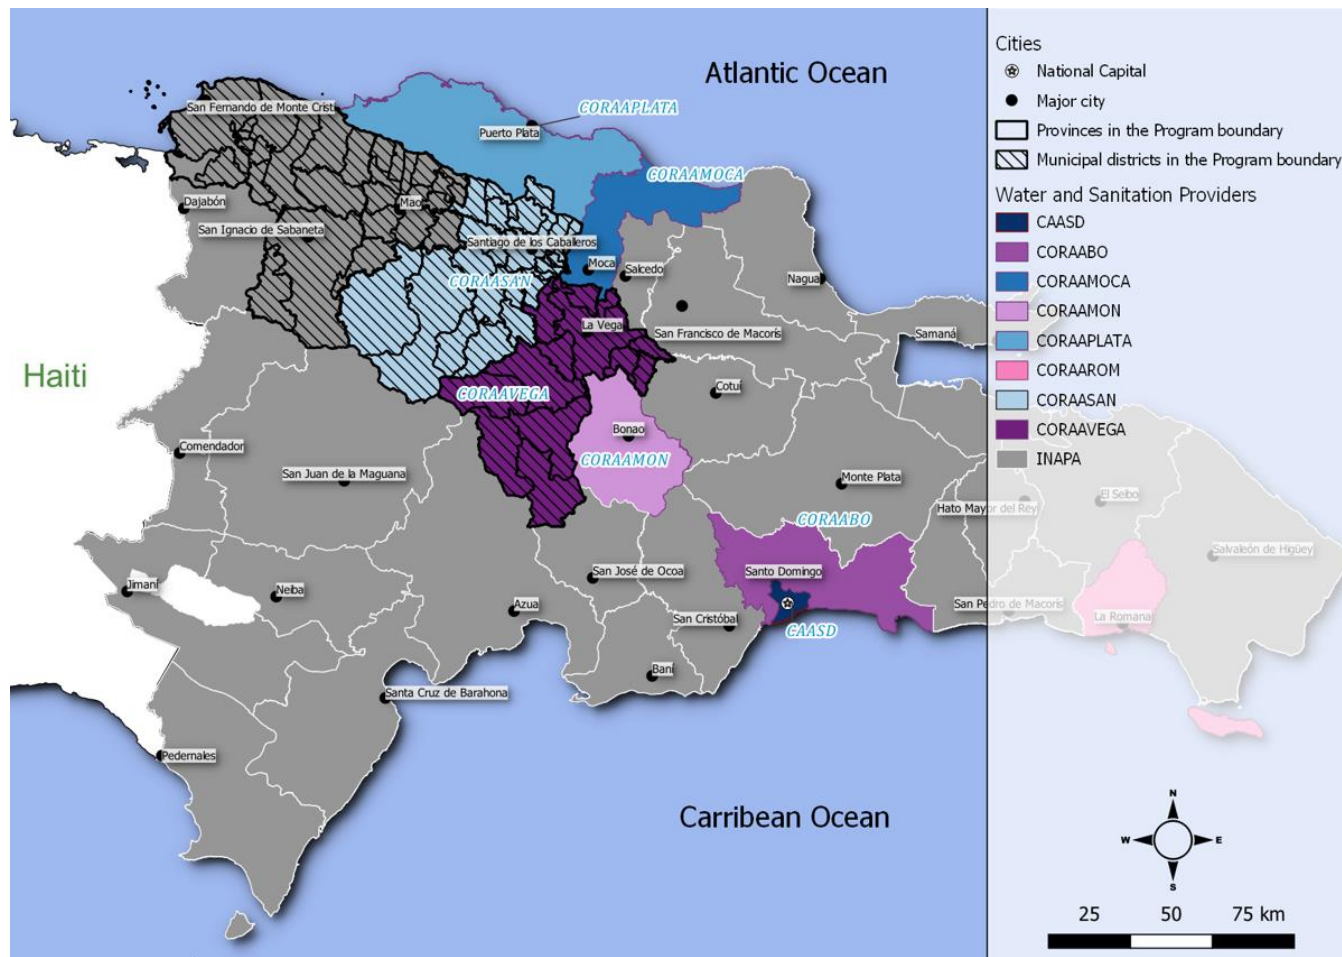 Atlantic Ocean
CORAAPLATA
San Fernando de Monte Cristi
Puerto Plata
CORAAMOCA
Dajabón
Mao
San Ignacio de Sabaneta
Santiago de los Caballeros
Moca
Salcedo
CORAASAN
Nagua
San Francisco de Macorís
La Vega
Samaná
Haiti
CORAAVEGA
Cotuí
Bonao
Comendador
CORAAMON
San Juan de la Maguana
Monte Plata
El Seibo
Hato Mayor del Rey
CORAABO
Salvaleón de Higüey
Santo Domingo
San José de Ocoa
Jimaní
Neiba
Azua
San Pedro de Macorís
San Cristóbal
La Romana
CAASD
Baní
Santa Cruz de Barahona
Pedernales
Carribean Ocean
Cities
National Capital
Major city
Provinces in the Program boundary
Municipal districts in the Program boundary
Water and Sanitation Providers
CAASD
CORAABO
CORAAMOCA
CORAAMON
CORAAPLATA
CORAAROM
CORAASAN
CORAAVEGA
INAPA
N
W E
S
25 50 75 km